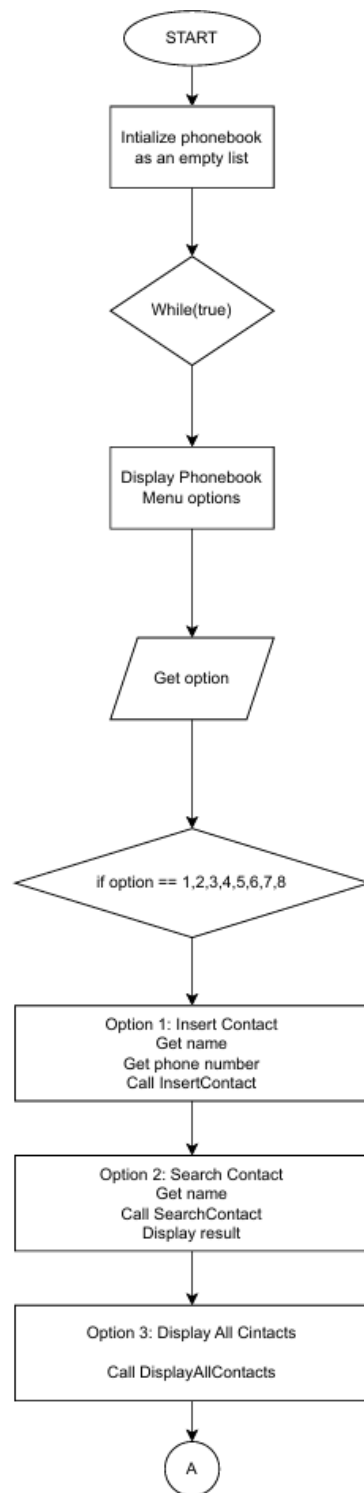 START
Intialize phonebook
as an empty list
While(true)
Display Phonebook
Menu options
Get option
if option == 1,2,3,4,5,6,7,8
Option 1: Insert Contact
Get name
Get phone number
Call InsertContact
Option 2: Search Contact
Get name
Call SearchContact
Display result
Option 3: Display All Cintacts
Call DisplayAllContacts
A